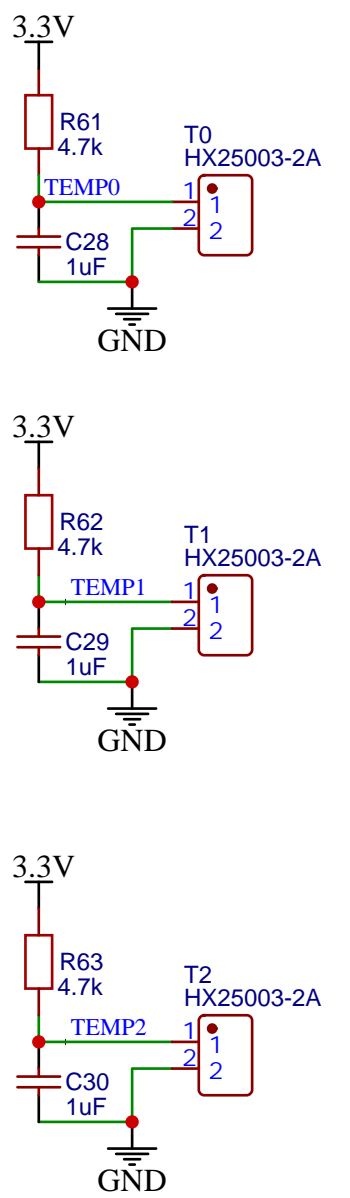 3.3V
R61
4.7k
T0
HX25003-2A
TEMP0
1
1
2
2
C28
1uF
GND
3.3V
R62
4.7k
T1
HX25003-2A
TEMP1
1
1
2
2
C29
1uF
GND
3.3V
R63
4.7k
T2
HX25003-2A
TEMP2
1
1
2
2
C30
1uF
GND